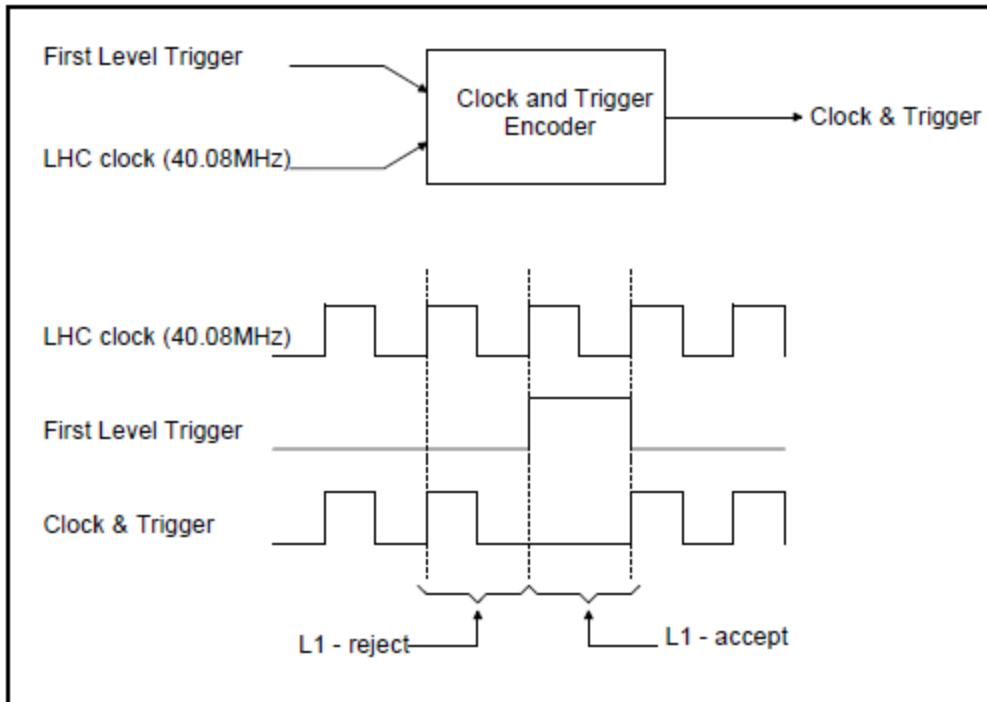 First Level Trigger
Clock and Trigger
Encoder
Clock & Trigger
LHC clock (40.08MHz)
LHC clock (40.08MHz)
First Level Trigger
Clock & Trigger
L1 - reject
L1 - accept